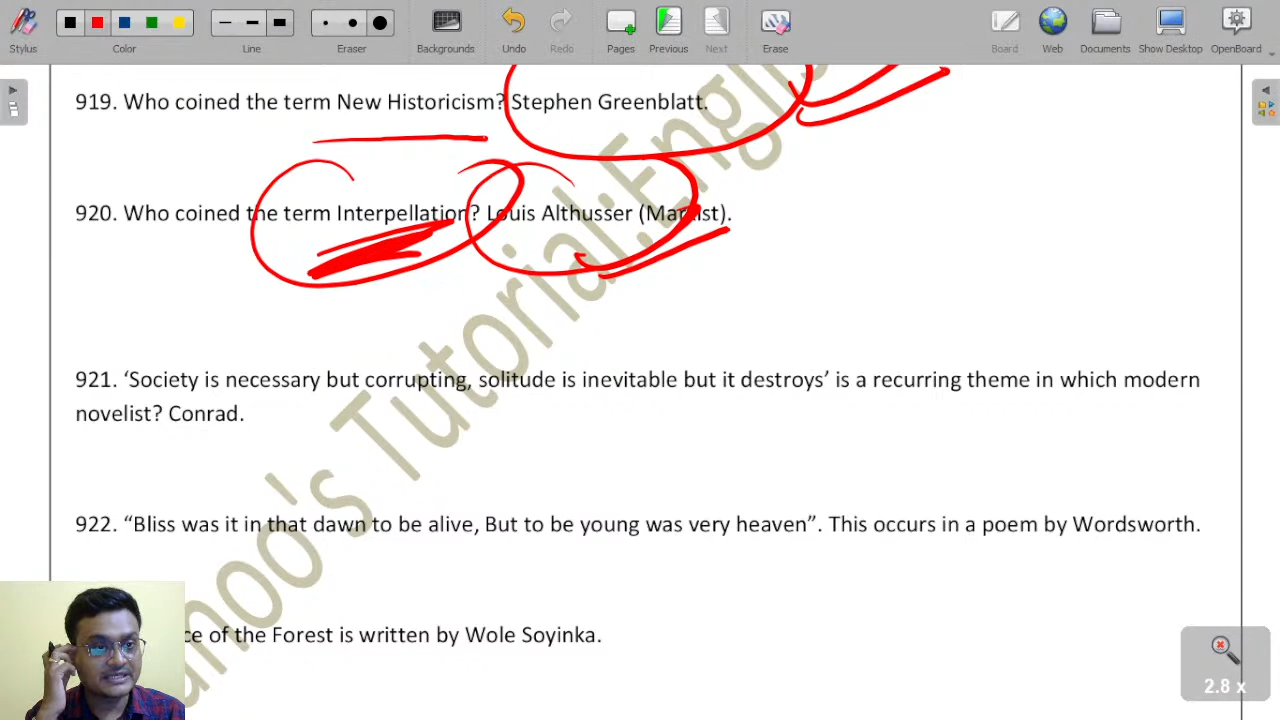 Stylus
Color
Line
Eraser
Backgrounds
Undo
Redo
Pages
Previous
Next
Erase
Board
Web
Documents
Show Desktop
OpenBoard
919. Who coined the term New Historicism? Stephen Greenblatt.
920. Who coined the term Interpellation? Louis Althusser (Marxist).
921. ‘Society is necessary but corrupting, solitude is inevitable but it destroys’ is a recurring theme in which modern
novelist? Conrad.
922. “Bliss was it in that dawn to be alive, But to be young was very heaven”. This occurs in a poem by Wordsworth.
ce of the Forest is written by Wole Soyinka.
anoo's Tutorial:English
2.8 x